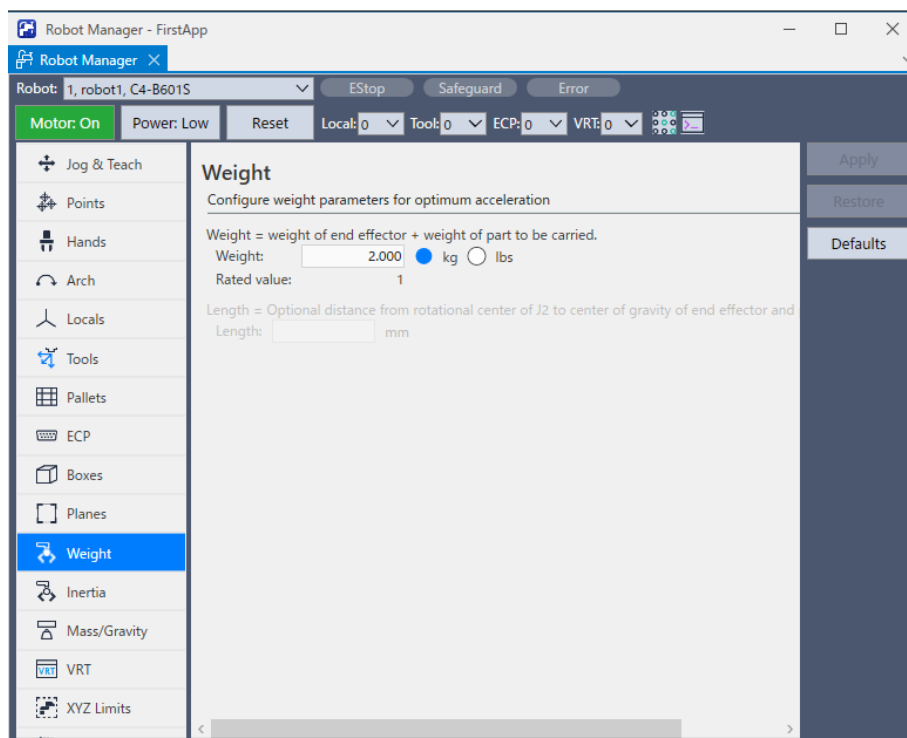 Robot Manager - FirstApp
Robot Manager
Robot: 1, robot1, C4-B601S EStop Safeguard Error
Motor: On Power: Low Reset Local: 0 Tool: 0 ECP: 0 VRT: 0
Jog & Teach
Points
Hands
Arch
Locals
Tools
Pallets
ECP
Boxes
Planes
Weight
Inertia
Mass/Gravity
VRT VRT
XYZ Limits
Weight
Configure weight parameters for optimum acceleration
Weight = weight of end effector + weight of part to be carried.
Weight: 2.000 kg lbs
Rated value: 1
Length = Optional distance from rotational center of J2 to center of gravity of end effector and
Length: mm
Apply
Restore
Defaults